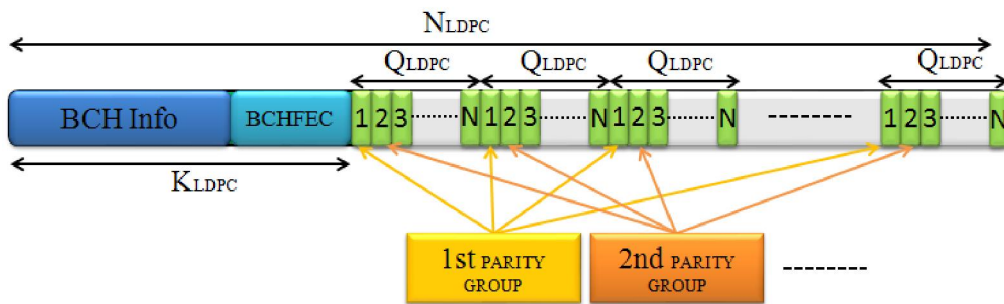 NLDPC
QLDPC QLDPC QLDPC QLDPC
BCH Info BCHFEC 1 2 3 N 1 2 3 N 1 2 3 N 1 2 3 N
KLDPC
1st PARITY GROUP
2nd PARITY GROUP